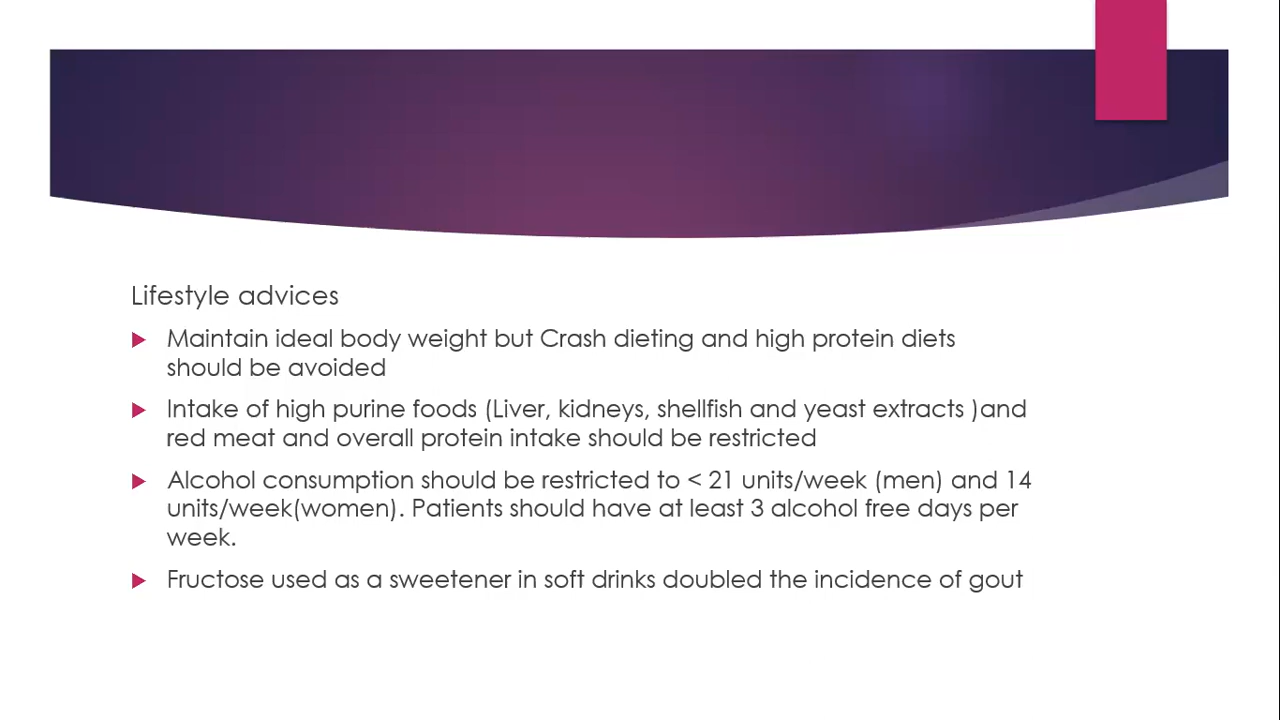 Lifestyle advices
Maintain ideal body weight but Crash dieting and high protein diets
should be avoided
Intake of high purine foods (Liver, kidneys, shellfish and yeast extracts )and
red meat and overall protein intake should be restricted
Alcohol consumption should be restricted to < 21 units/week (men) and 14
units/week(women). Patients should have at least 3 alcohol free days per
week.
Fructose used as a sweetener in soft drinks doubled the incidence of gout